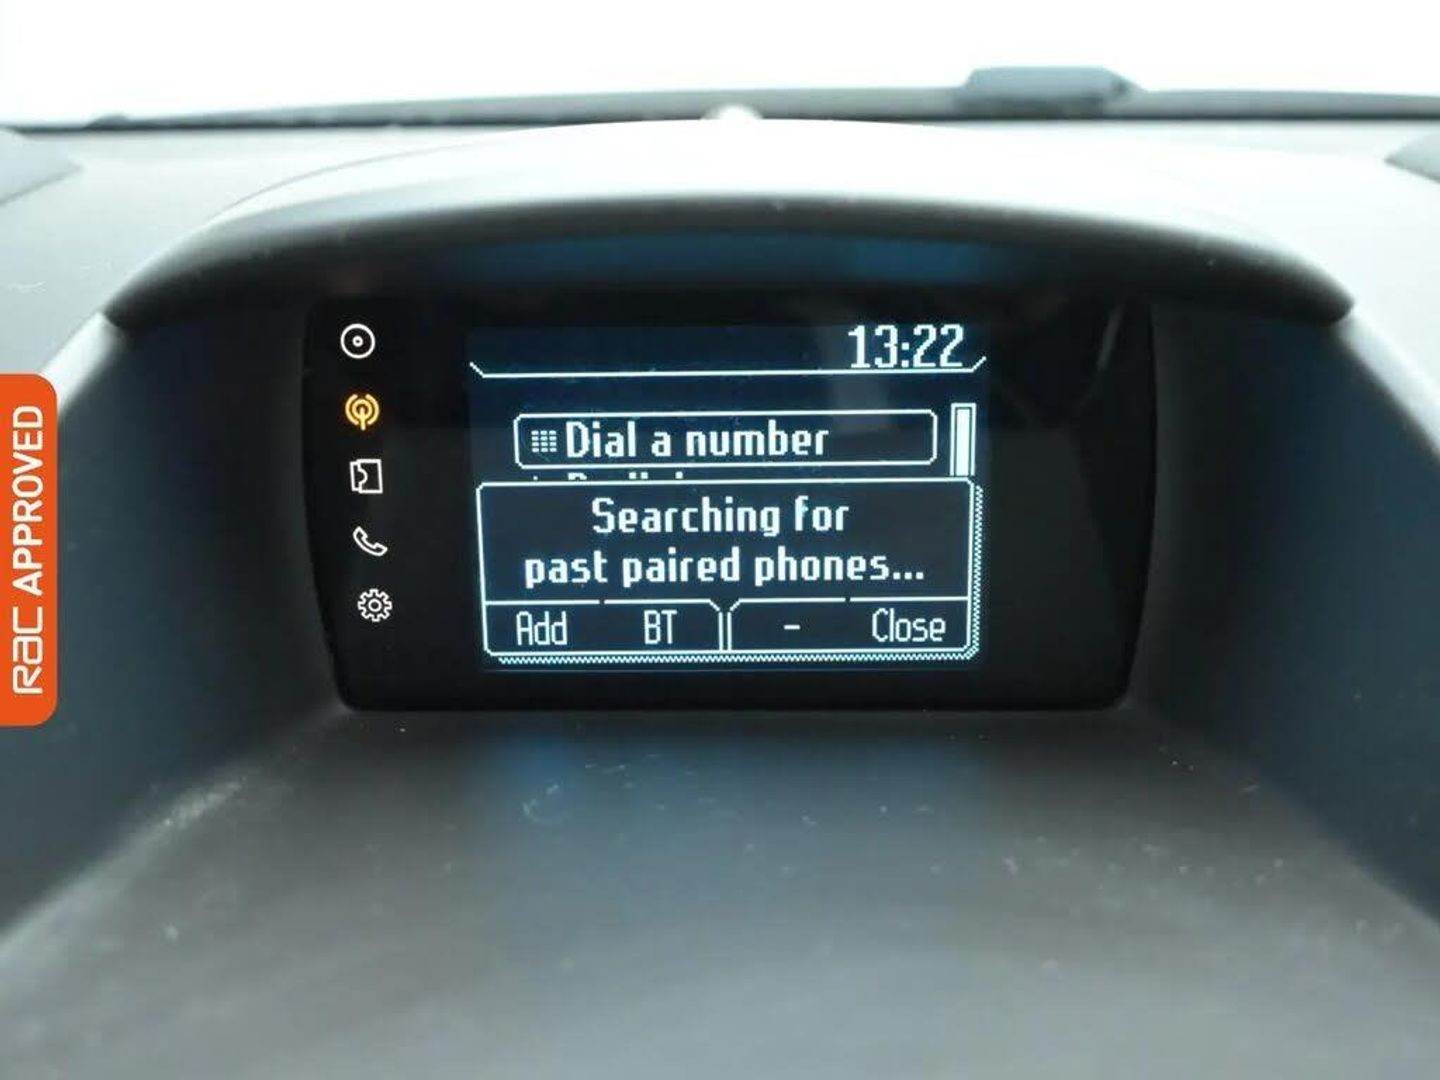 13:22
Dial a number
Searching for
past paired phones...
Add BT - Close
RAC APPROVED